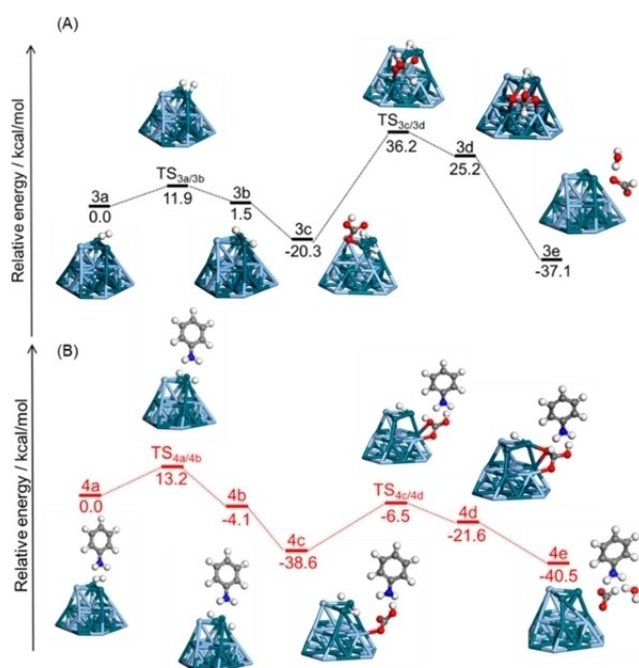 (A)
Relative energy / kcal/mol
3a
0.0
TS3a/3b
11.9
3b
1.5
3c
-20.3
TS3c/3d
36.2
3d
25.2
3e
-37.1
(B)
Relative energy / kcal/mol
4a
0.0
TS4a/4b
13.2
4b
-4.1
4c
-38.6
TS4c/4d
-6.5
4d
-21.6
4e
-40.5